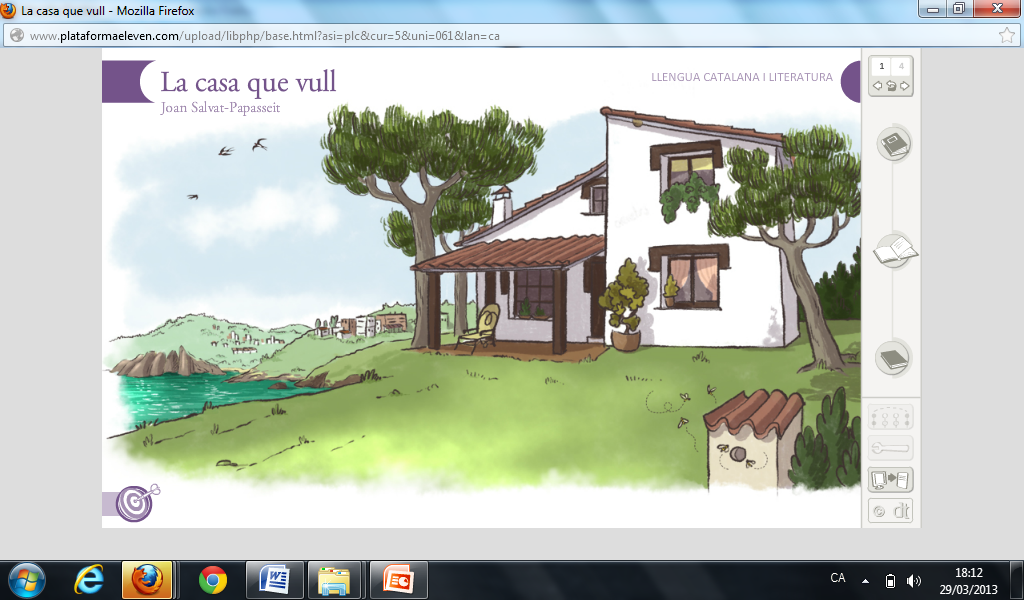 La casa que vull - Mozilla Firefox
www.plataformaeleven.com/upload/libphp/base.html?asi=plc&cur=5&uni=061&lan=ca
La casa que vull
Joan Salvat-Papasseit
LLENGUA CATALANA I LITERATURA
1 4
dt
CA
18:12
29/03/2013